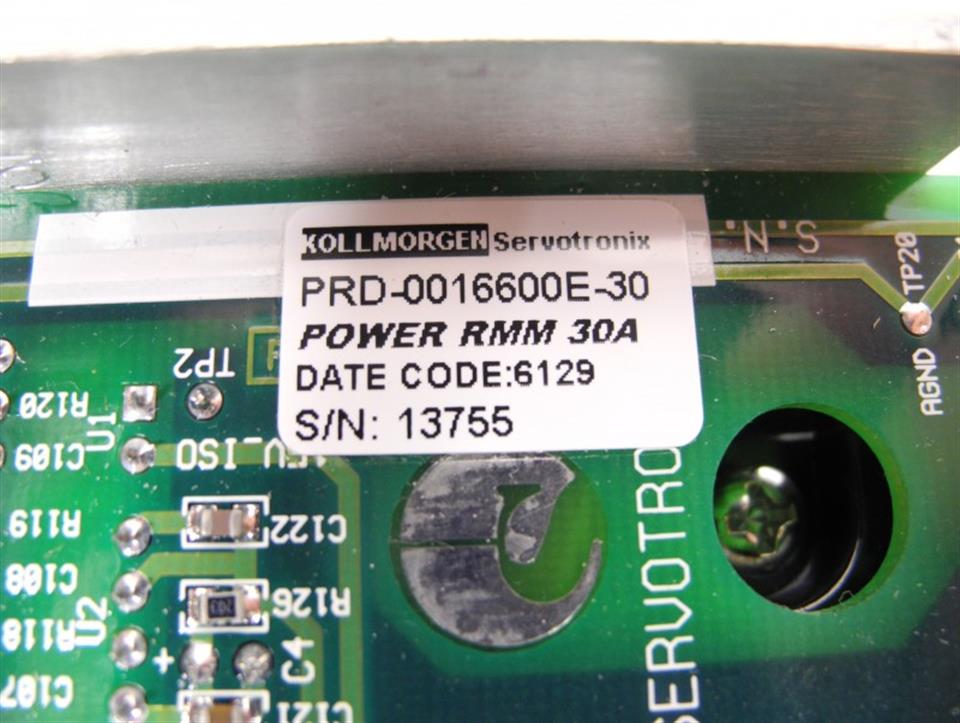 KOLLMORGEN Servotronix
PRD-0016600E-30
POWER RMM 30A
DATE CODE:6129
S/N: 13755
S.N.
TP20
AGND
TP2
R120
U1
C109
V_ISO
R119
C122
C108
R126
U2
R118
C4
+
C107
C121
SERVOTRO